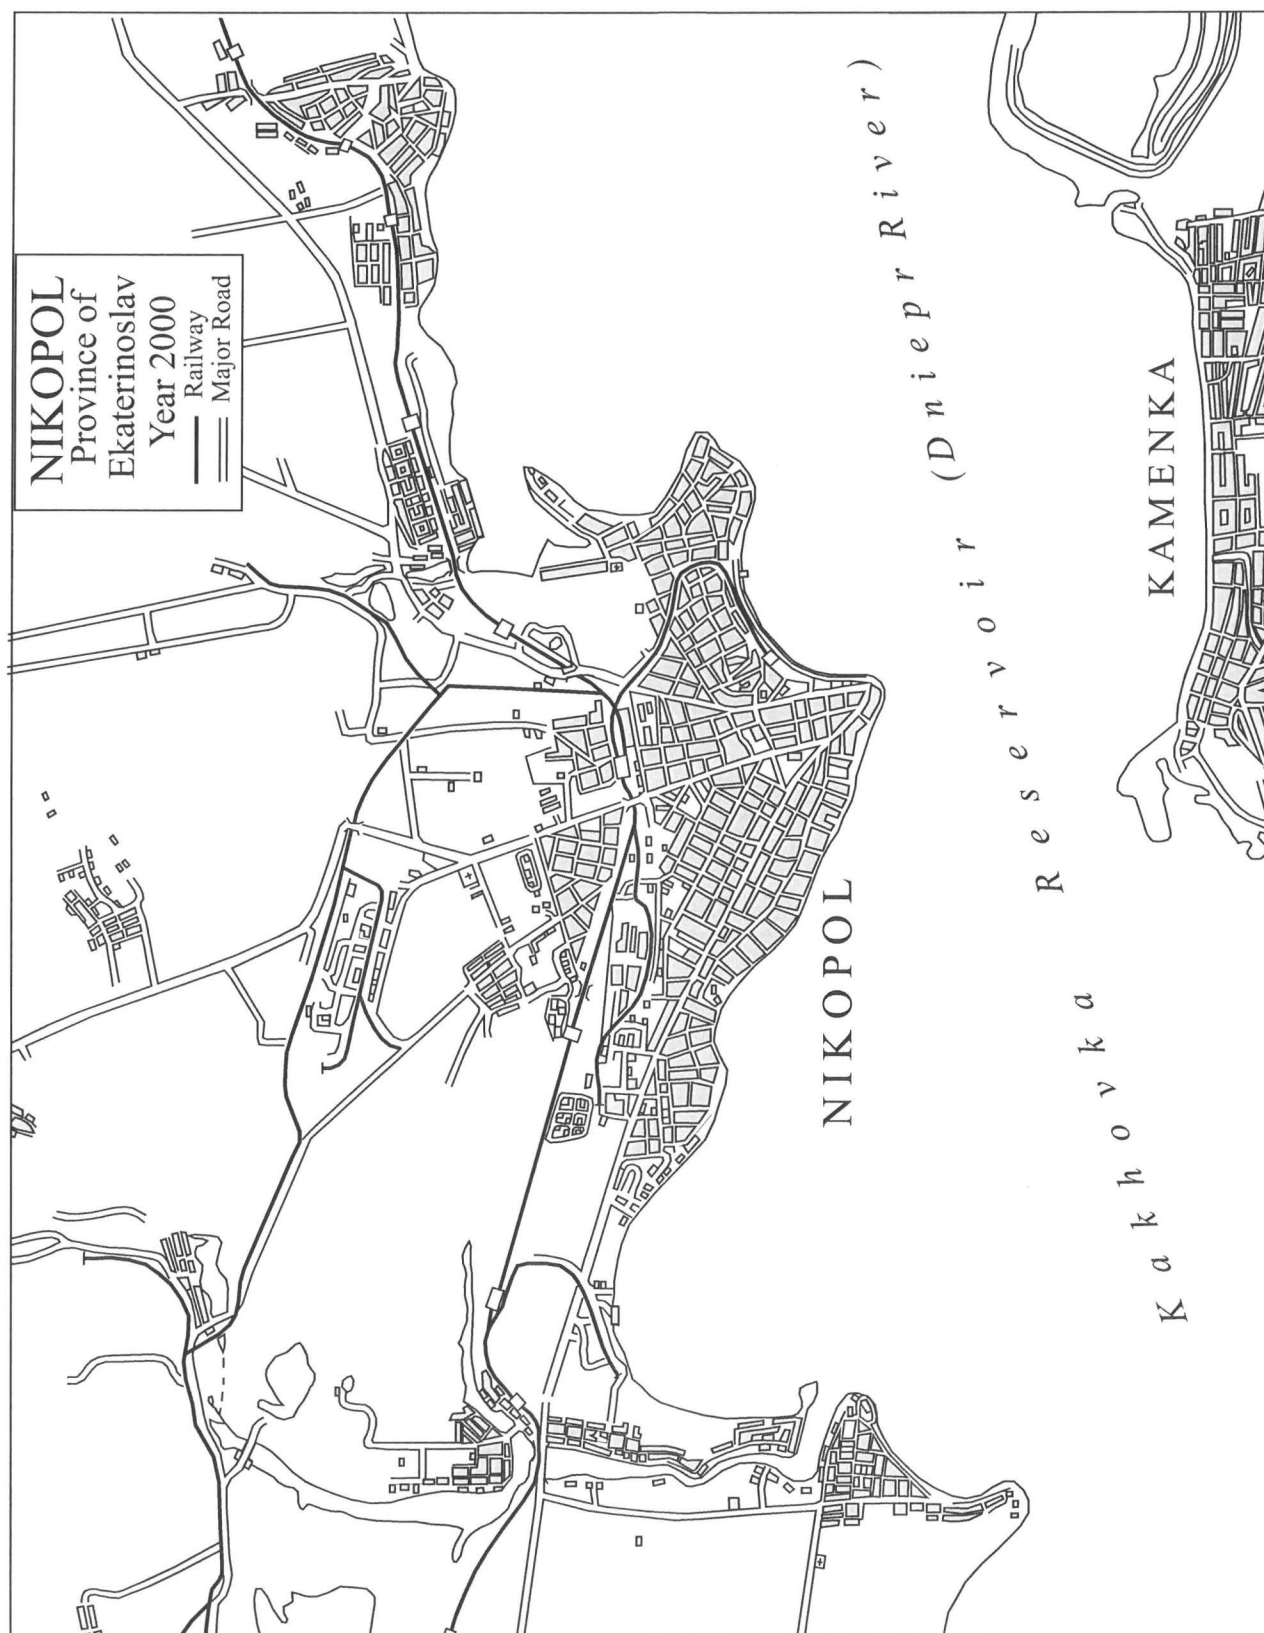 NIKOPOL
Province of
Ekaterinoslav
Year 2000
Railway
Major Road
NIKOPOL
KAMENKA
Kakhovka Reservoir (Dniepr River)